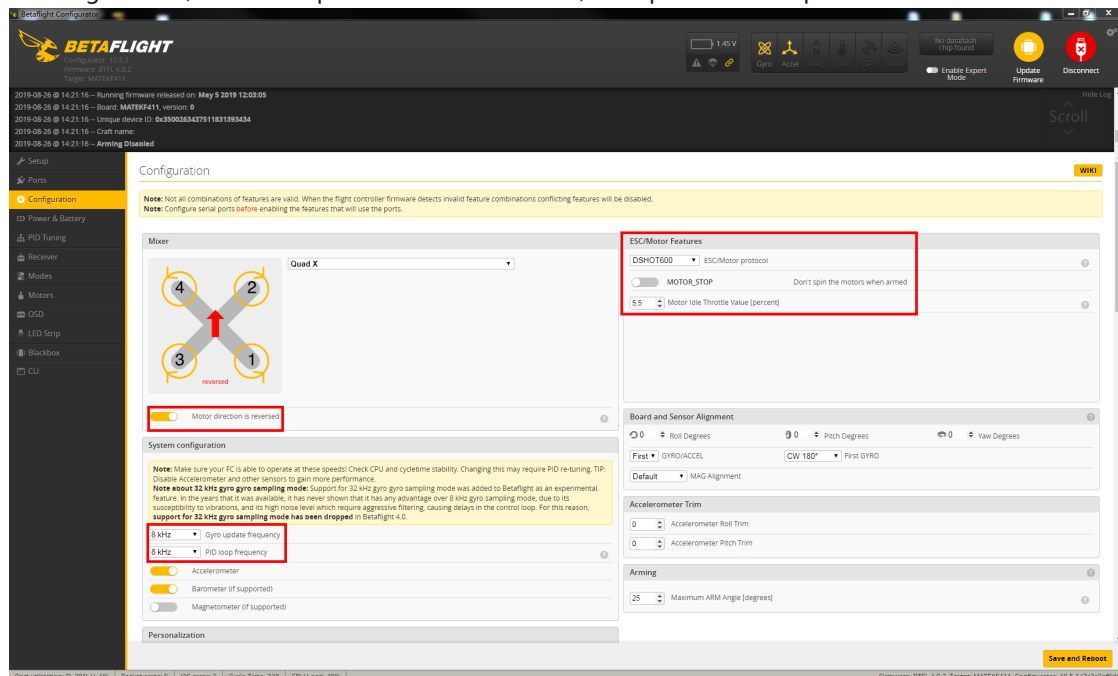 Betaflight Configurator
BETAFLIGHT
Configurator: 10.5.1
Firmware: BTFL 4.0.2
Target: MATEKF411
1.45 V
Gyro Accel
No dataflash
chip found
Enable Expert
Mode
Update
Firmware
Disconnect
2019-08-26 @ 14:21:16 -- Running firmware released on: May 5 2019 12:03:05
2019-08-26 @ 14:21:16 -- Board: MATEKF411, version: 0
2019-08-26 @ 14:21:16 -- Unique device ID: 0x3500263437511831393434
2019-08-26 @ 14:21:16 -- Craft name:
2019-08-26 @ 14:21:16 -- Arming Disabled
Hide Log
Scroll
Setup
Ports
Configuration
Power & Battery
PID Tuning
Receiver
Modes
Motors
OSD
LED Strip
Blackbox
CLI
Configuration
WIKI
Note: Not all combinations of features are valid. When the flight controller firmware detects invalid feature combinations conflicting features will be disabled.
Note: Configure serial ports before enabling the features that will use the ports.
Mixer
Quad X
4 2
3 1
reversed
Motor direction is reversed
System configuration
Note: Make sure your FC is able to operate at these speeds! Check CPU and cycletime stability. Changing this may require PID re-tuning. TIP:
Disable Accelerometer and other sensors to gain more performance.
Note about 32 kHz gyro gyro sampling mode: Support for 32 kHz gyro gyro sampling mode was added to Betaflight as an experimental
feature. In the years that it was available, it has never shown that it has any advantage over 8 kHz gyro sampling mode, due to its
susceptibility to vibrations, and its high noise level which require aggressive filtering, causing delays in the control loop. For this reason,
support for 32 kHz gyro sampling mode has been dropped in Betaflight 4.0.
8 kHz Gyro update frequency
8 kHz PID loop frequency
Accelerometer
Barometer (if supported)
Magnetometer (if supported)
Personalization
ESC/Motor Features
DSHOT600 ESC/Motor protocol
MOTOR_STOP Don't spin the motors when armed
5.5 Motor Idle Throttle Value [percent]
Board and Sensor Alignment
0 Roll Degrees 0 Pitch Degrees 0 Yaw Degrees
First GYRO/ACCEL CW 180° First GYRO
Default MAG Alignment
Accelerometer Trim
0 Accelerometer Roll Trim
0 Accelerometer Pitch Trim
Arming
25 Maximum ARM Angle [degrees]
Save and Reboot